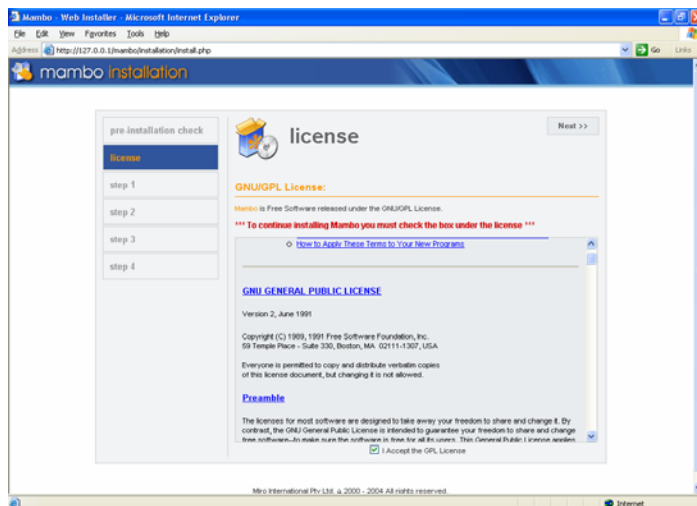 Mambo - Web Installer - Microsoft Internet Explorer
File Edit View Favorites Tools Help
Address http://127.0.0.1/mambo/installation/install.php Go Links
mambo installation
pre-installation check
license
step 1
step 2
step 3
step 4
license
Next >>
GNU/GPL License:
Mambo is Free Software released under the GNU/GPL License.
*** To continue installing Mambo you must check the box under the license ***
How to Apply These Terms to Your New Programs
GNU GENERAL PUBLIC LICENSE
Version 2, June 1991
Copyright (C) 1989, 1991 Free Software Foundation, Inc.
59 Temple Place - Suite 330, Boston, MA 02111-1307, USA
Everyone is permitted to copy and distribute verbatim copies
of this license document, but changing it is not allowed.
Preamble
The licenses for most software are designed to take away your freedom to share and change it. By
contrast, the GNU General Public License is intended to guarantee your freedom to share and change
free software--to make sure the software is free for all its users. This General Public License applies
I Accept the GPL License
Miro International Pty Ltd. a 2000 - 2004 All rights reserved.
Internet